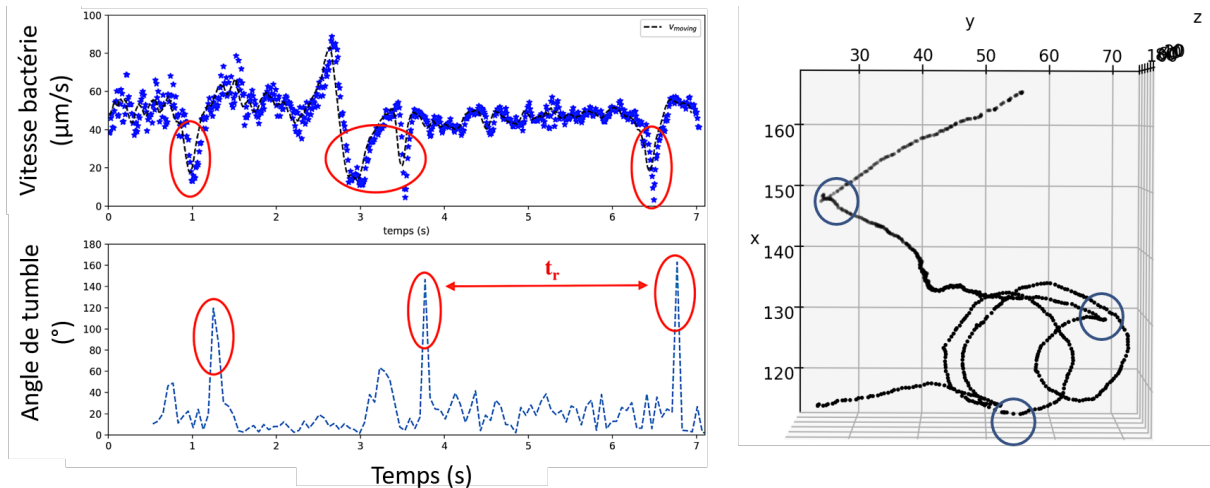 Vitesse bactérie
(μm/s)
100
80
60
40
20
0
v_moving
0 1 2 3 4 5 6 7
temps (s)
Angle de tumble
(°)
180
160
140
120
100
80
60
40
20
0
t_r
0 1 2 3 4 5 6 7
Temps (s)
y
z
30 40 50 60 70
x
160
150
140
130
120